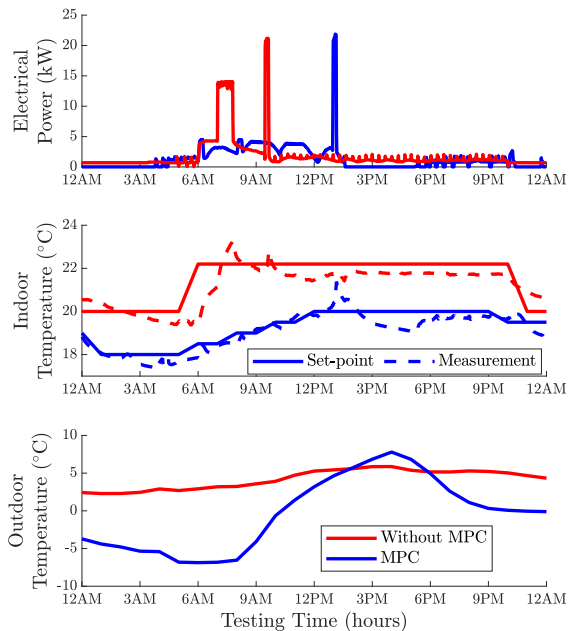 Electrical
Power (kW)
25
20
15
10
5
0
12AM 3AM 6AM 9AM 12PM 3PM 6PM 9PM 12AM
Indoor
Temperature (°C)
24
22
20
18
Set-point Measurement
12AM 3AM 6AM 9AM 12PM 3PM 6PM 9PM 12AM
Outdoor
Temperature (°C)
10
5
0
-5
-10
Without MPC
MPC
12AM 3AM 6AM 9AM 12PM 3PM 6PM 9PM 12AM
Testing Time (hours)